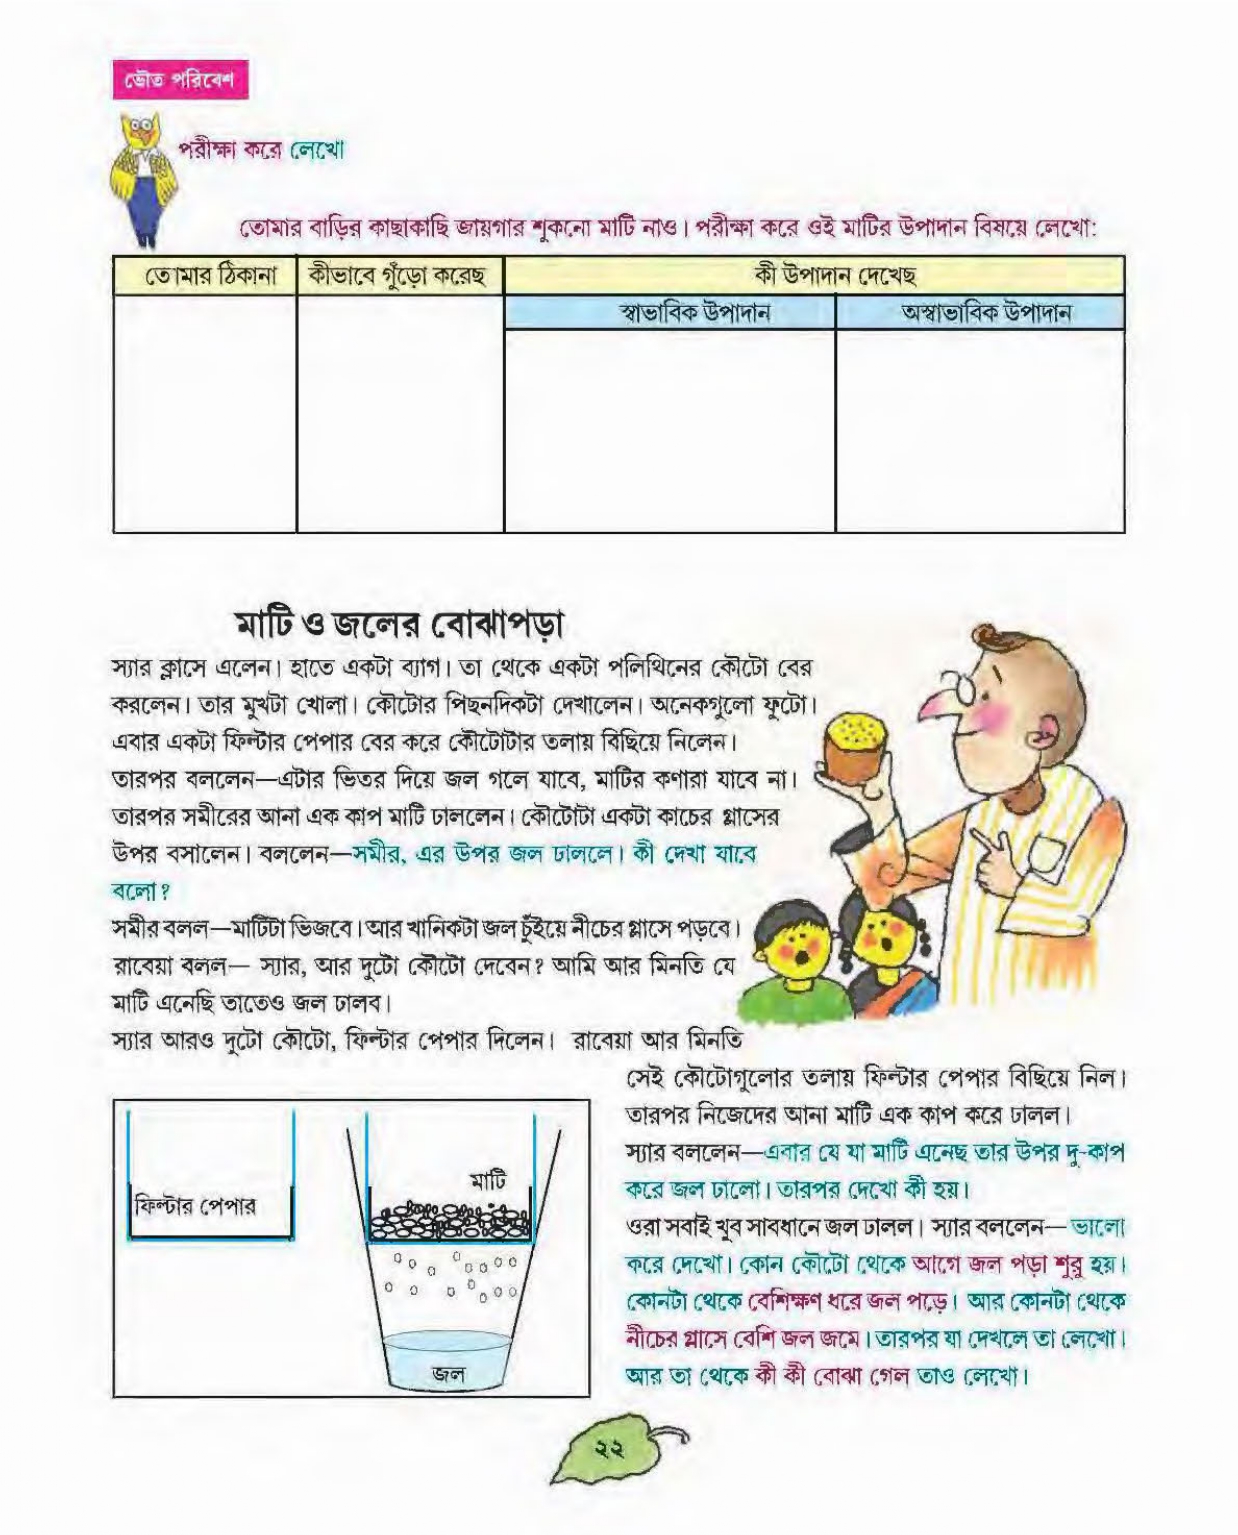 ভৌত পরিবেশ
পরীক্ষা করে লেখো
তোমার বাড়ির কাছাকাছি জায়গার শুকনো মাটি নাও। পরীক্ষা করে ওই মাটির উপাদান বিষয়ে লেখো:
তোমার ঠিকানা
কীভাবে গুঁড়ো করেছ
কী উপাদান দেখেছ
স্বাভাবিক উপাদান
অস্বাভাবিক উপাদান
মাটি ও জলের বোঝাপড়া
স্যার ক্লাসে এলেন। হাতে একটা ব্যাগ। তা থেকে একটা পলিথিনের কৌটো বের
করলেন। তার মুখটা খোলা। কৌটোর পিছনদিকটা দেখালেন। অনেকগুলো ফুটো।
এবার একটা ফিল্টার পেপার বের করে কৌটোটার তলায় বিছিয়ে নিলেন।
তারপর বললেন—এটার ভিতর দিয়ে জল গলে যাবে, মাটির কণারা যাবে না।
তারপর সমীরের আনা এক কাপ মাটি ঢাললেন। কৌটোটা একটা কাচের গ্লাসের
উপর বসালেন। বললেন—সমীর, এর উপর জল ঢাললে। কী দেখা যাবে
বলো?
সমীর বলল—মাটিটা ভিজবে। আর খানিকটা জল চুঁইয়ে নীচের গ্লাসে পড়বে।
রাবেয়া বলল— স্যার, আর দুটো কৌটো দেবেন? আমি আর মিনতি যে
মাটি এনেছি তাতেও জল ঢালব।
স্যার আরও দুটো কৌটো, ফিল্টার পেপার দিলেন। রাবেয়া আর মিনতি
সেই কৌটোগুলোর তলায় ফিল্টার পেপার বিছিয়ে নিল।
তারপর নিজেদের আনা মাটি এক কাপ করে ঢালল।
স্যার বললেন—এবার যে যা মাটি এনেছ তার উপর দু-কাপ
করে জল ঢালো। তারপর দেখো কী হয়।
ওরা সবাই খুব সাবধানে জল ঢালল। স্যার বললেন— ভালো
করে দেখো। কোন কৌটো থেকে আগে জল পড়া শুরু হয়।
কোনটা থেকে বেশিক্ষণ ধরে জল পড়ে। আর কোনটা থেকে
নীচের গ্লাসে বেশি জল জমে। তারপর যা দেখলে তা লেখো।
আর তা থেকে কী কী বোঝা গেল তাও লেখো।
ফিল্টার পেপার
মাটি
জল
২২